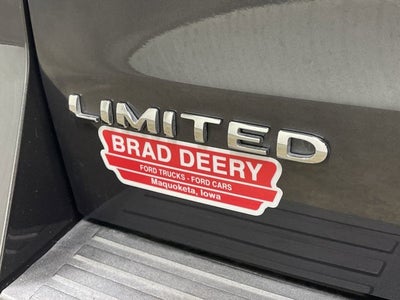 LIMITED
BRAD DEERY
FORD TRUCKS - FORD CARS
Maquoketa, Iowa